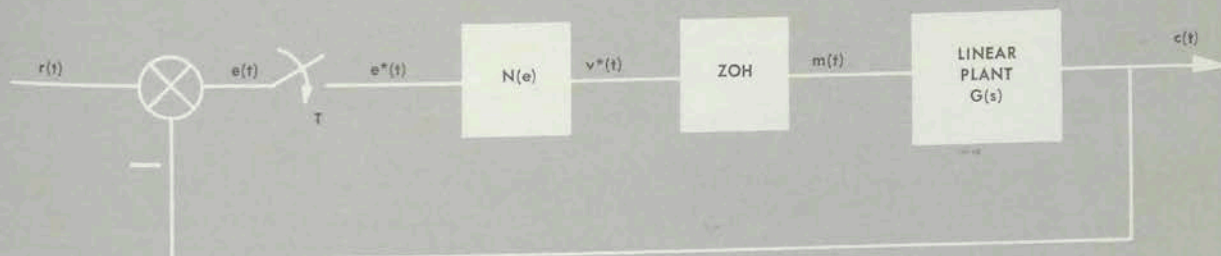 r(t)
e(t)
T
e*(t)
N(e)
v*(t)
ZOH
m(t)
LINEAR
PLANT
G(s)
c(t)